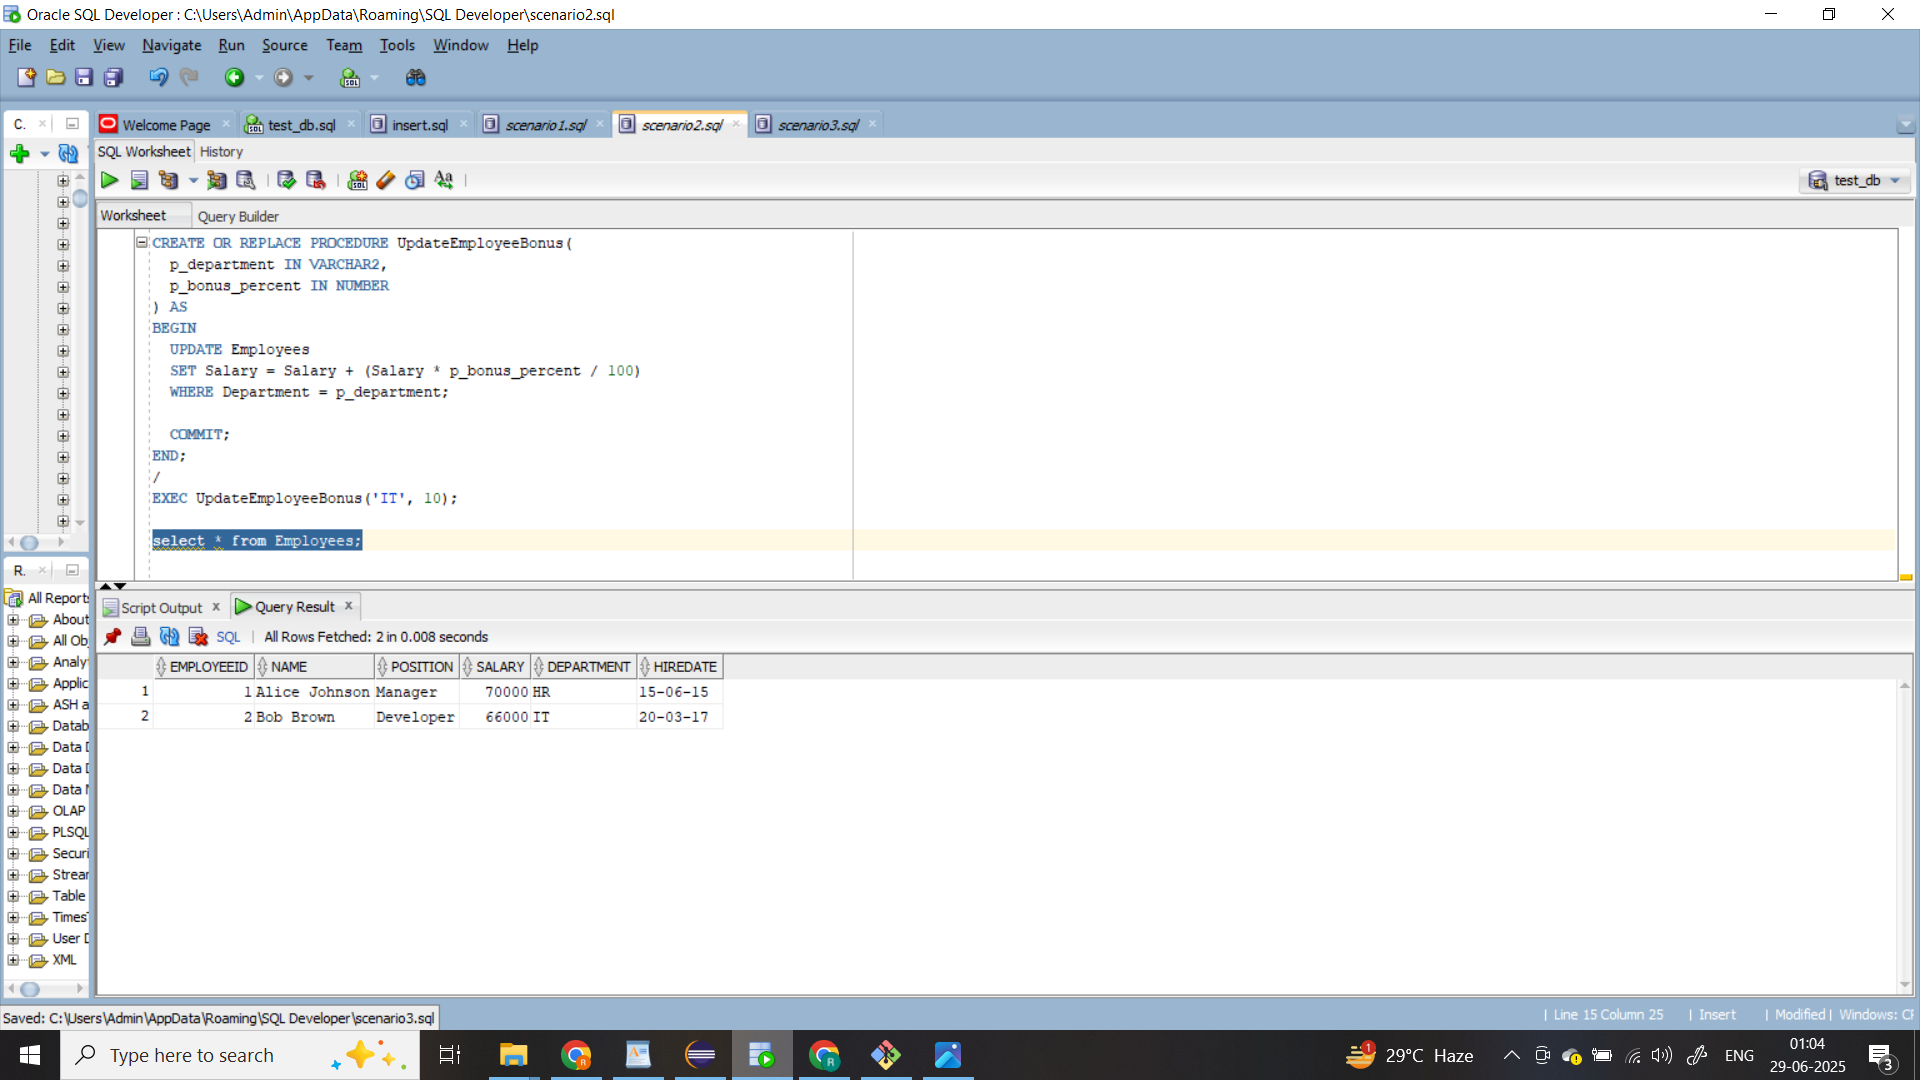 Oracle SQL Developer : C:\Users\Admin\AppData\Roaming\SQL Developer\scenario2.sql
File Edit View Navigate Run Source Team Tools Window Help
C. Welcome Page test_db.sql insert.sql scenario1.sql scenario2.sql scenario3.sql
SQL Worksheet History
test_db
Worksheet Query Builder
CREATE OR REPLACE PROCEDURE UpdateEmployeeBonus(
p_department IN VARCHAR2,
p_bonus_percent IN NUMBER
) AS
BEGIN
UPDATE Employees
SET Salary = Salary + (Salary * p_bonus_percent / 100)
WHERE Department = p_department;
COMMIT;
END;
/
EXEC UpdateEmployeeBonus('IT', 10);
select * from Employees;
R.
All Reports
About
All Ob
Analy
Applic
ASH a
Datab
Data D
Data D
Data M
OLAP
PLSQL
Securi
Strear
Table
TimesT
User D
XML
Script Output Query Result
SQL | All Rows Fetched: 2 in 0.008 seconds
EMPLOYEEID NAME POSITION SALARY DEPARTMENT HIREDATE
1 1 Alice Johnson Manager 70000 HR 15-06-15
2 2 Bob Brown Developer 66000 IT 20-03-17
Saved: C:\Users\Admin\AppData\Roaming\SQL Developer\scenario3.sql
| Line 15 Column 25 | Insert | Modified | Windows: CF
Type here to search
1
29°C Haze
ENG
01:04
29-06-2025
3